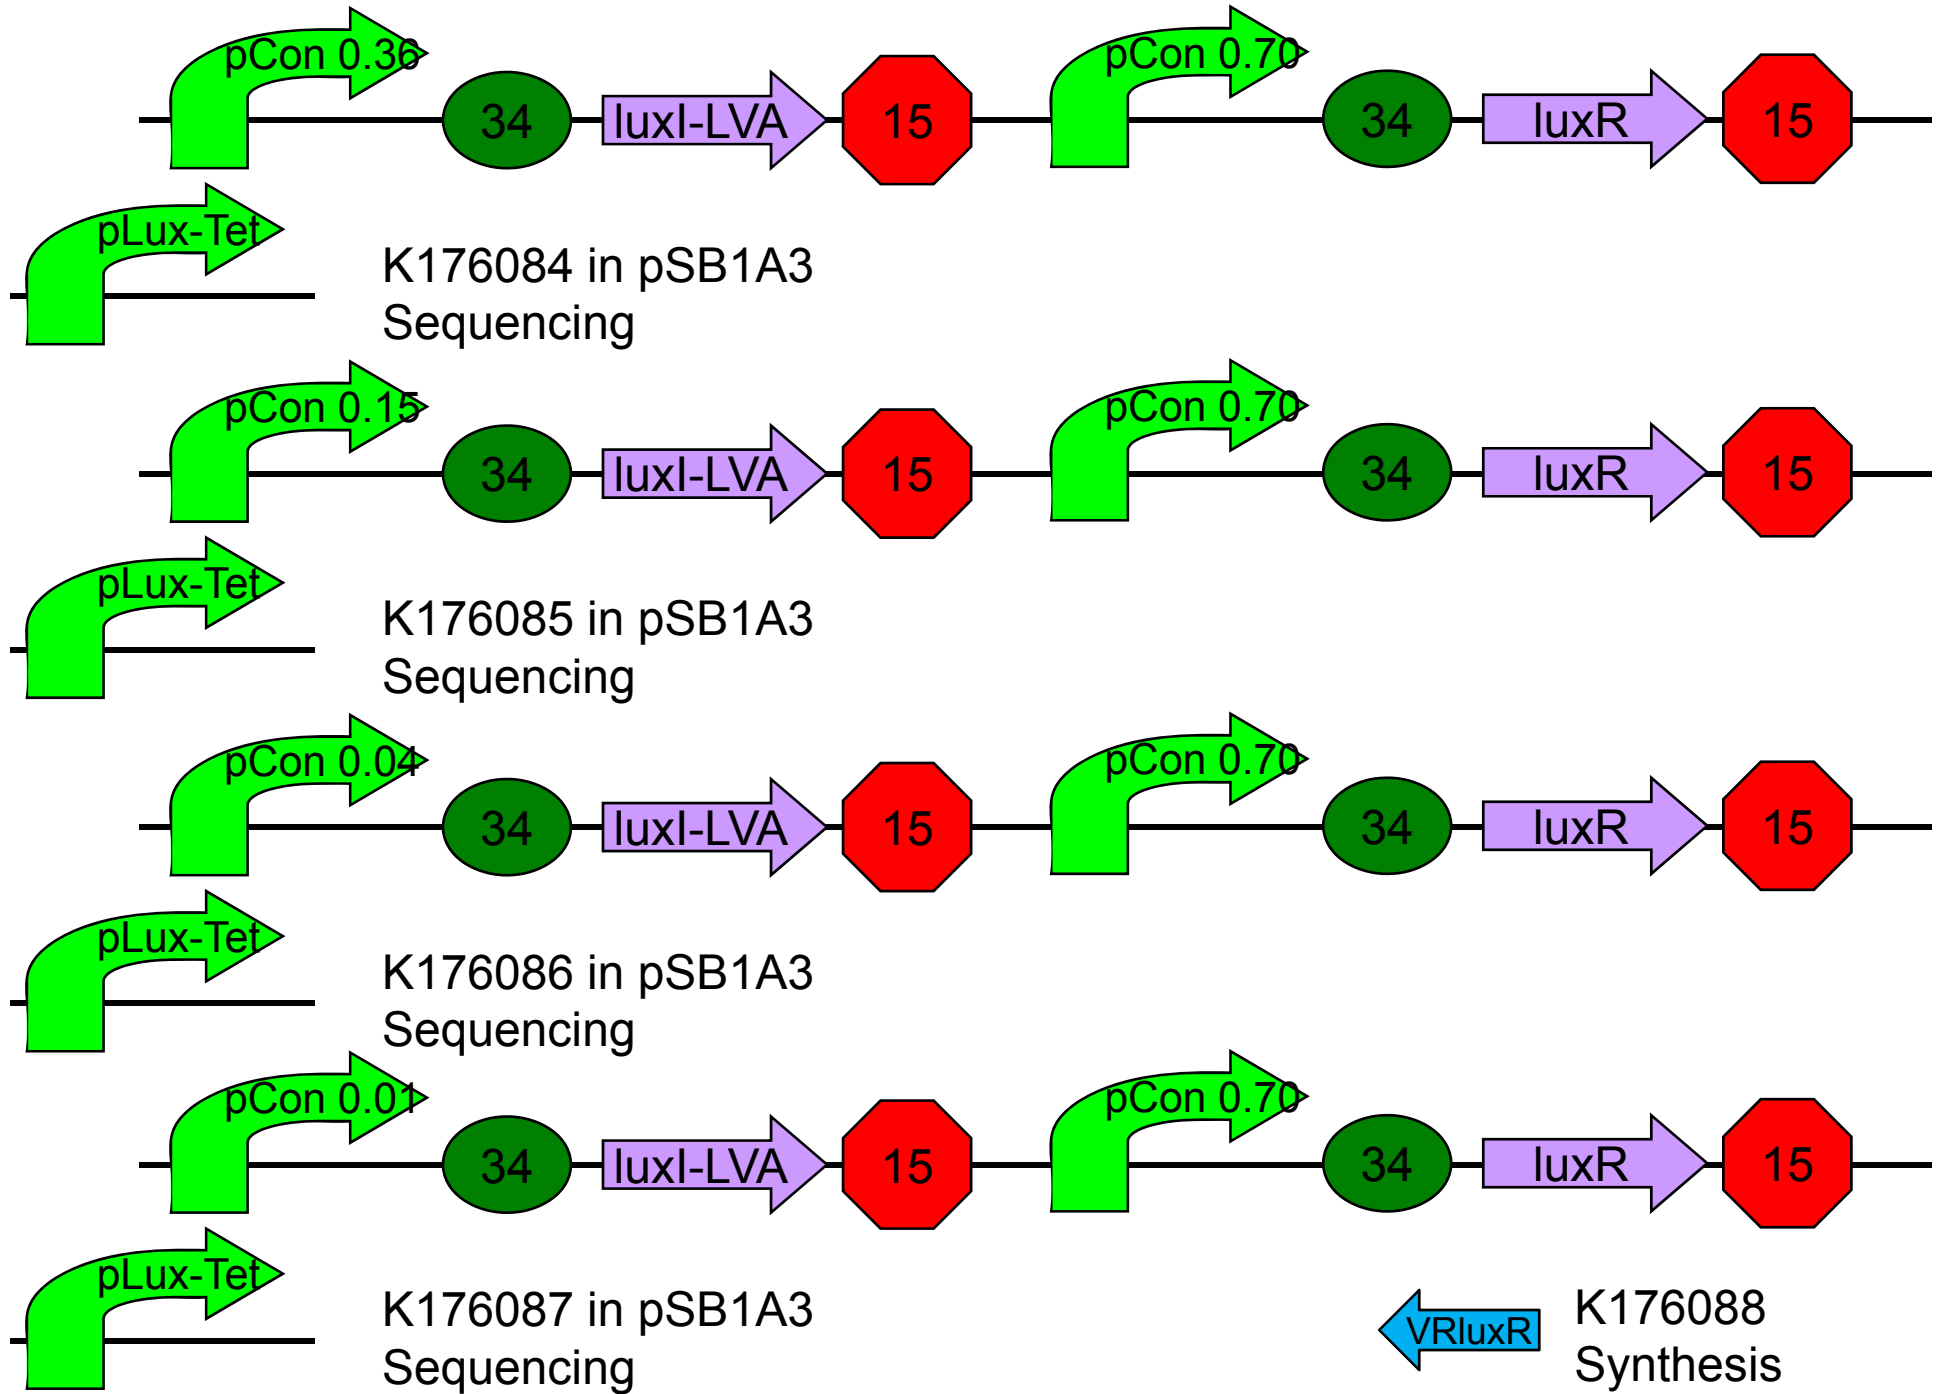 pCon 0.36
34
luxI-LVA
15
pCon 0.70
34
luxR
15
pLux-Tet
K176084 in pSB1A3
Sequencing
pCon 0.15
34
luxI-LVA
15
pCon 0.70
34
luxR
15
pLux-Tet
K176085 in pSB1A3
Sequencing
pCon 0.04
34
luxI-LVA
15
pCon 0.70
34
luxR
15
pLux-Tet
K176086 in pSB1A3
Sequencing
pCon 0.01
34
luxI-LVA
15
pCon 0.70
34
luxR
15
pLux-Tet
K176087 in pSB1A3
Sequencing
VRluxR
K176088
Synthesis